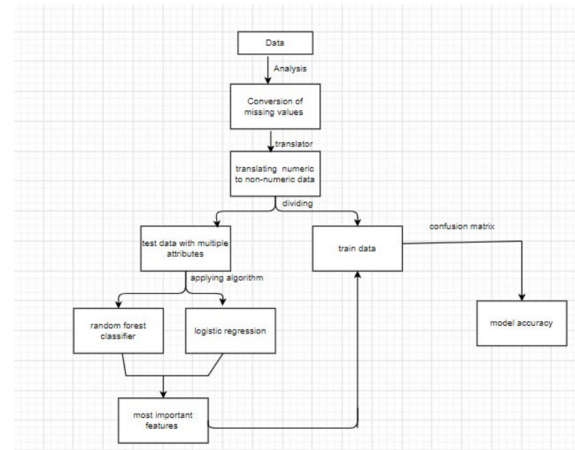 Data
Analysis
Conversion of
missing values
translator
translating numeric
to non-numeric data
dividing
test data with multiple
attributes
train data
confusion matrix
applying algorithm
random forest
classifier
logistic regression
model accuracy
most important
features